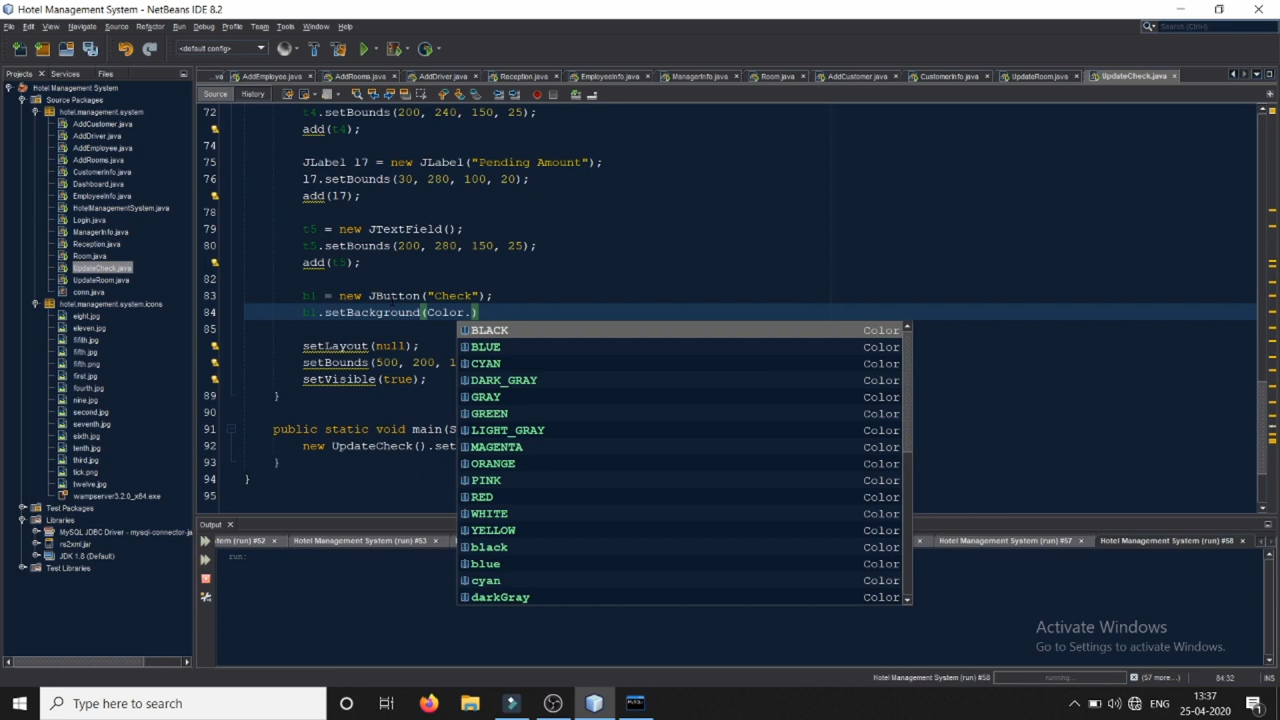 Hotel Management System - NetBeans IDE 8.2
File Edit View Navigate Source Refactor Run Debug Profile Team Tools Window Help
Search (Ctrl+I)
<default config>
Projects Services Files
...va AddEmployee.java AddRooms.java AddDriver.java Reception.java EmployeeInfo.java ManagerInfo.java Room.java AddCustomer.java CustomerInfo.java UpdateRoom.java UpdateCheck.java
Source History
Hotel Management System
Source Packages
hotel.management.system
AddCustomer.java
AddDriver.java
AddEmployee.java
AddRooms.java
CustomerInfo.java
Dashboard.java
EmployeeInfo.java
HotelManagementSystem.java
Login.java
ManagerInfo.java
Reception.java
Room.java
UpdateCheck.java
UpdateRoom.java
conn.java
hotel.management.system.icons
eight.jpg
eleven.jpg
fifth.jpg
fifth.png
first.jpg
fourth.jpg
nine.jpg
second.jpg
seventh.jpg
sixth.jpg
tenth.jpg
third.jpg
tick.png
twelve.jpg
wampserver3.2.0_x64.exe
Test Packages
Libraries
MySQL JDBC Driver - mysql-connector-ja
rs2xml.jar
JDK 1.8 (Default)
Test Libraries
72 t4.setBounds(200, 240, 150, 25);
add(t4);
74
75 JLabel l7 = new JLabel("Pending Amount");
76 l7.setBounds(30, 280, 100, 20);
add(l7);
78
79 t5 = new JTextField();
80 t5.setBounds(200, 280, 150, 25);
add(t5);
82
83 b1 = new JButton("Check");
84 b1.setBackground(Color.)
85
setLayout(null);
setBounds(500, 200, 1
setVisible(true);
89 }
90
91 public static void main(S
92 new UpdateCheck().set
93 }
94 }
95
BLACK Color
BLUE Color
CYAN Color
DARK_GRAY Color
GRAY Color
GREEN Color
LIGHT_GRAY Color
MAGENTA Color
ORANGE Color
PINK Color
RED Color
WHITE Color
YELLOW Color
black Color
blue Color
cyan Color
darkGray Color
Output
tem (run) #52 Hotel Management System (run) #53 Hotel Management System (run) #57 Hotel Management System (run) #58
run:
Activate Windows
Go to Settings to activate Windows.
Hotel Management System (run) #58 running... (57 more...) 84:32 INS
Type here to search
ENG 13:37
25-04-2020
1